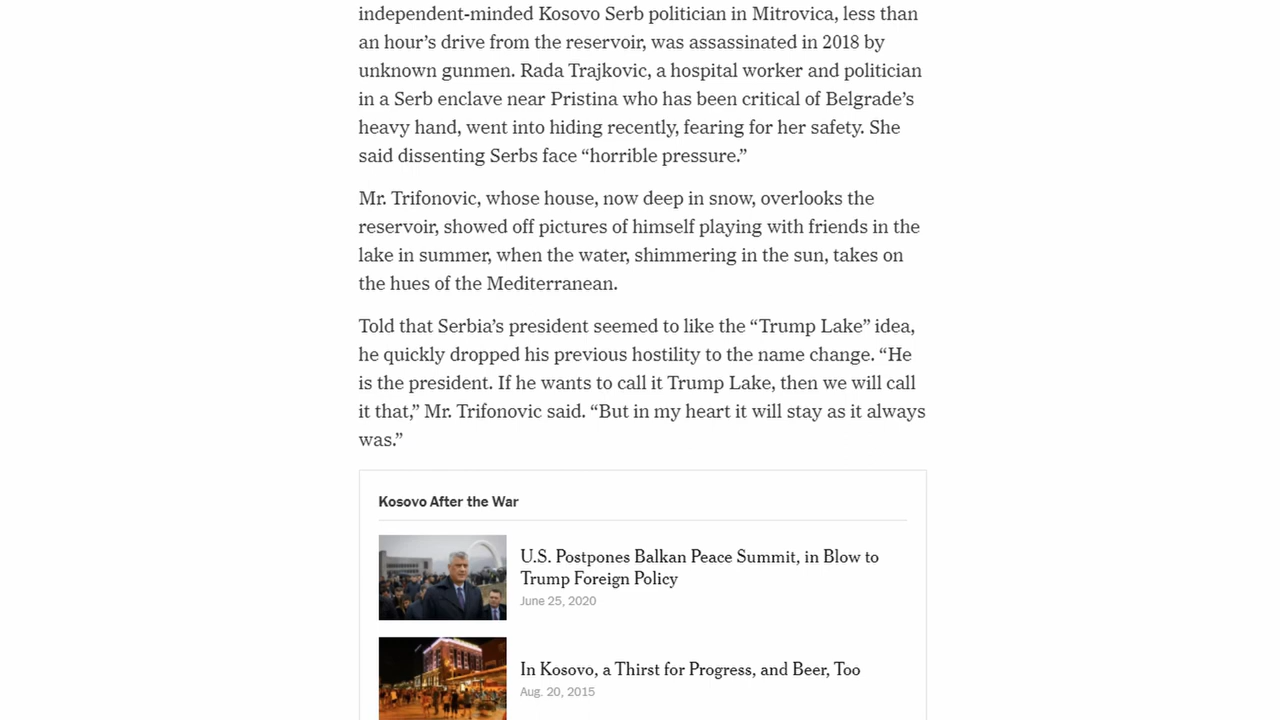 independent-minded Kosovo Serb politician in Mitrovica, less than
an hour’s drive from the reservoir, was assassinated in 2018 by
unknown gunmen. Rada Trajkovic, a hospital worker and politician
in a Serb enclave near Pristina who has been critical of Belgrade’s
heavy hand, went into hiding recently, fearing for her safety. She
said dissenting Serbs face “horrible pressure.”
Mr. Trifonovic, whose house, now deep in snow, overlooks the
reservoir, showed off pictures of himself playing with friends in the
lake in summer, when the water, shimmering in the sun, takes on
the hues of the Mediterranean.
Told that Serbia’s president seemed to like the “Trump Lake” idea,
he quickly dropped his previous hostility to the name change. “He
is the president. If he wants to call it Trump Lake, then we will call
it that,” Mr. Trifonovic said. “But in my heart it will stay as it always
was.”
Kosovo After the War
U.S. Postpones Balkan Peace Summit, in Blow to
Trump Foreign Policy
June 25, 2020
In Kosovo, a Thirst for Progress, and Beer, Too
Aug. 20, 2015